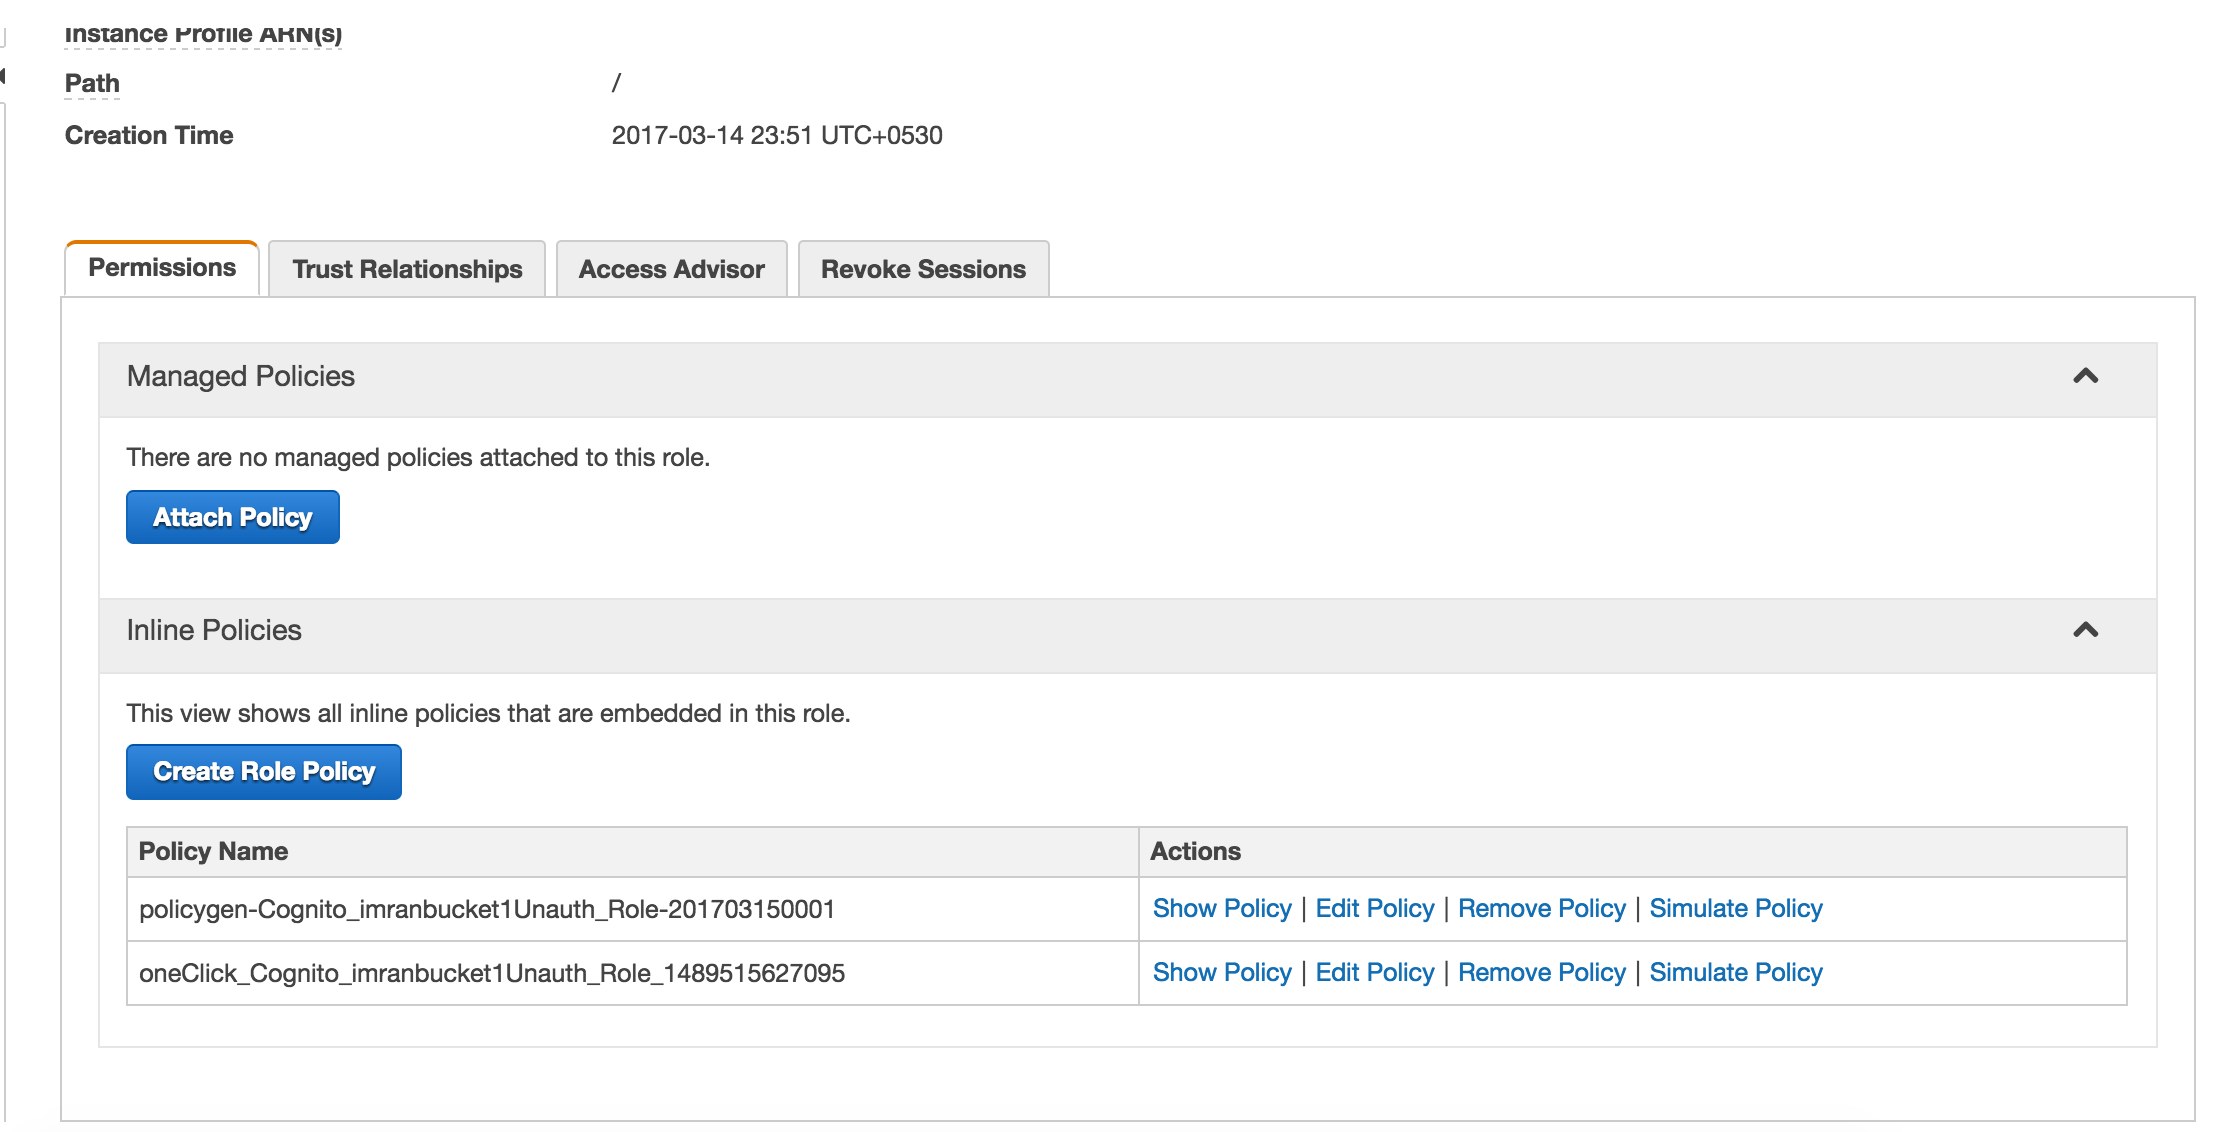 Instance Profile ARN(s)
Path /
Creation Time 2017-03-14 23:51 UTC+0530
Permissions Trust Relationships Access Advisor Revoke Sessions
Managed Policies
There are no managed policies attached to this role.
Attach Policy
Inline Policies
This view shows all inline policies that are embedded in this role.
Create Role Policy
Policy Name Actions
policygen-Cognito_imranbucket1Unauth_Role-201703150001 Show Policy | Edit Policy | Remove Policy | Simulate Policy
oneClick_Cognito_imranbucket1Unauth_Role_1489515627095 Show Policy | Edit Policy | Remove Policy | Simulate Policy